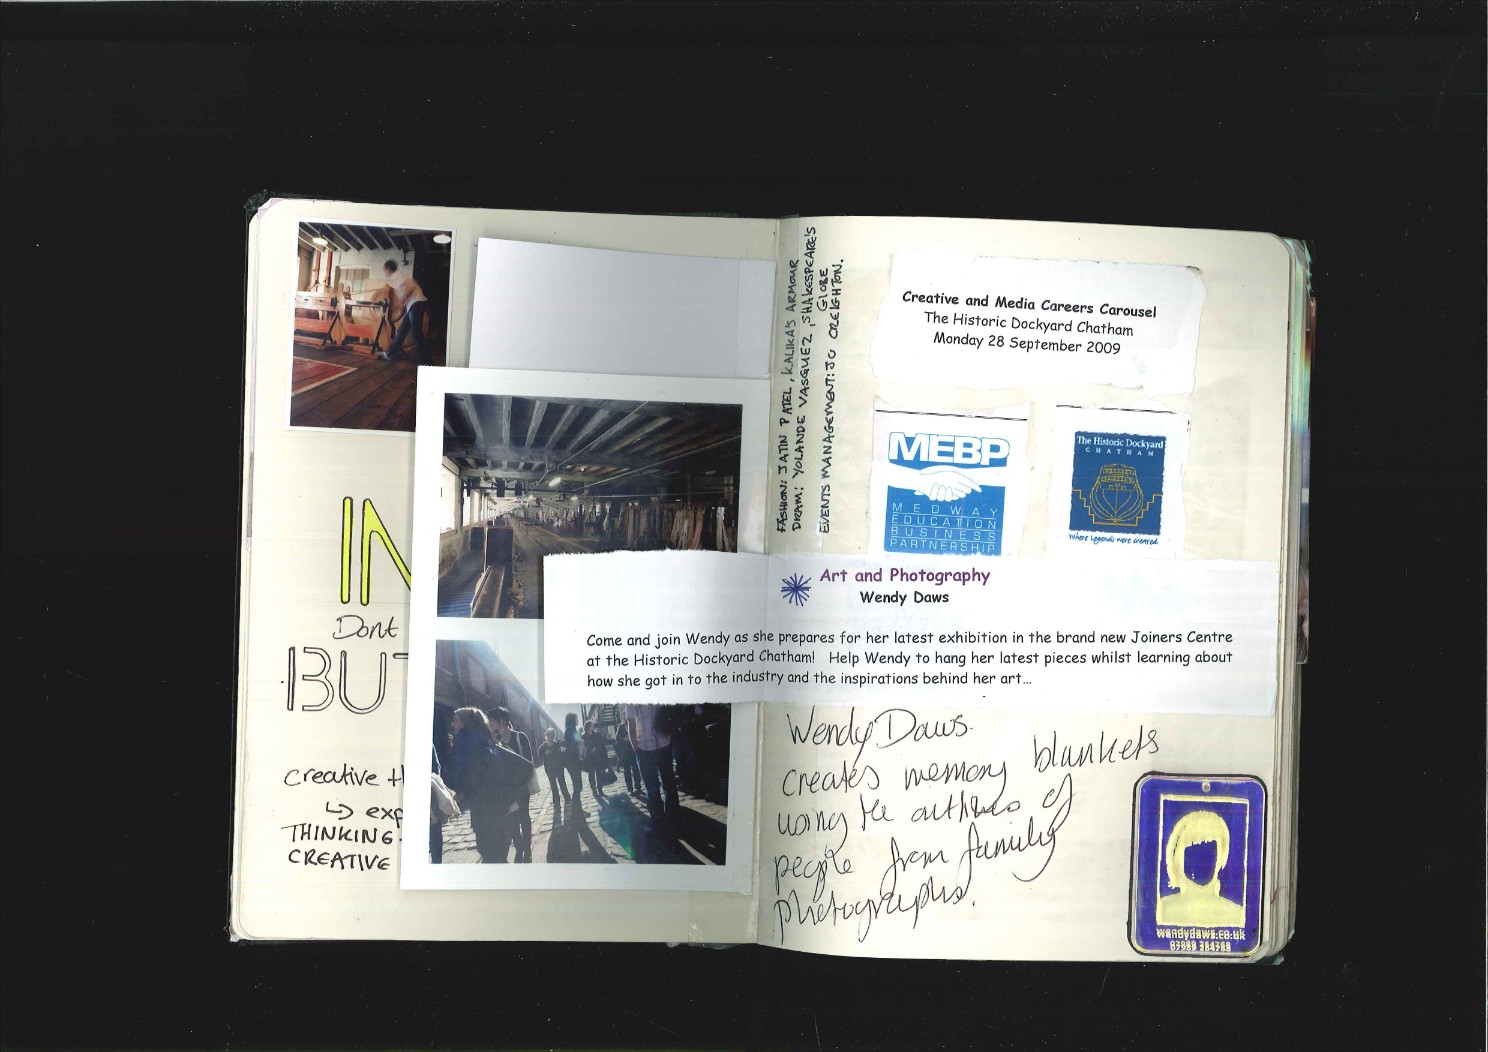 IN
Dont
BUT
creative th
↳ exp
THINKING
CREATIVE
FASHION: JATIN PATEL, KALIKA'S ARMOUR
DRAM: YOLANDE VASQUEZ, SHAKESPEARE'S
GLOBE
EVENTS MANAGEMENT: JO CREIGHTON.
Creative and Media Careers Carousel
The Historic Dockyard Chatham
Monday 28 September 2009
MEBP
MEDWAY
EDUCATION
BUSINESS
PARTNERSHIP
The Historic Dockyard
CHATHAM
Where Legends were created
Art and Photography
Wendy Daws
Come and join Wendy as she prepares for her latest exhibition in the brand new Joiners Centre
at the Historic Dockyard Chatham! Help Wendy to hang her latest pieces whilst learning about
how she got in to the industry and the inspirations behind her art...
Wendy Daws.
creates memory blankets
using the outlines of
people from family
photographs.
wendydaws.co.uk